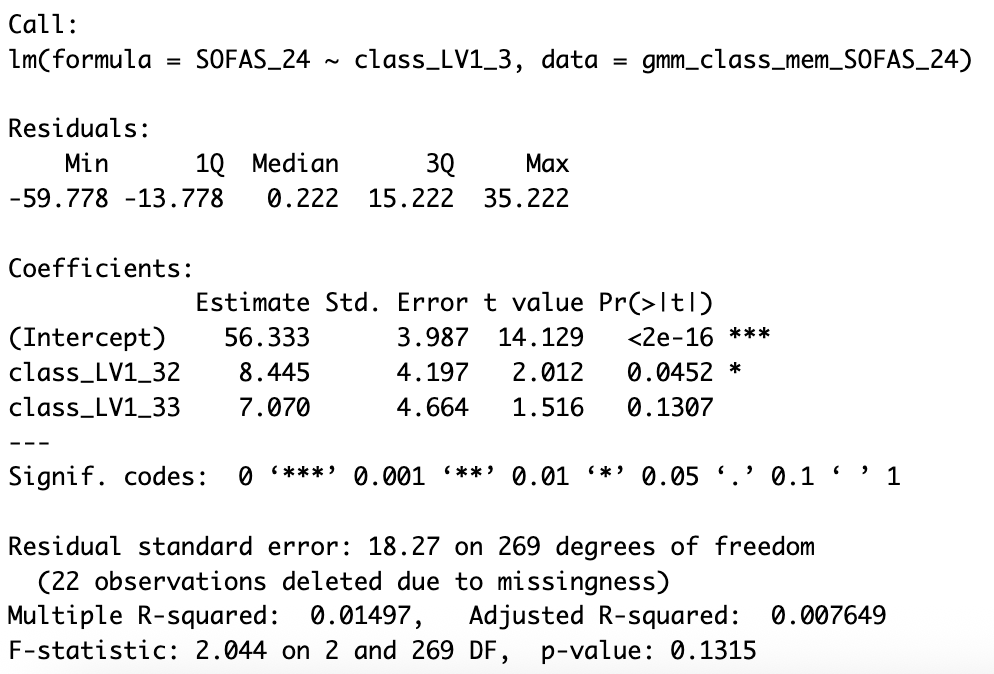 Call:
lm(formula = SOFAS_24 ~ class_LV1_3, data = gmm_class_mem_SOFAS_24)
Residuals:
    Min      1Q  Median      3Q     Max
-59.778 -13.778   0.222  15.222  35.222
Coefficients:
             Estimate Std. Error t value Pr(>|t|)
(Intercept)    56.333      3.987  14.129   <2e-16 ***
class_LV1_32    8.445      4.197   2.012   0.0452 *
class_LV1_33    7.070      4.664   1.516   0.1307
---
Signif. codes:  0 ‘***’ 0.001 ‘**’ 0.01 ‘*’ 0.05 ‘.’ 0.1 ‘ ’ 1
Residual standard error: 18.27 on 269 degrees of freedom
  (22 observations deleted due to missingness)
Multiple R-squared:  0.01497,   Adjusted R-squared:  0.007649
F-statistic: 2.044 on 2 and 269 DF,  p-value: 0.1315